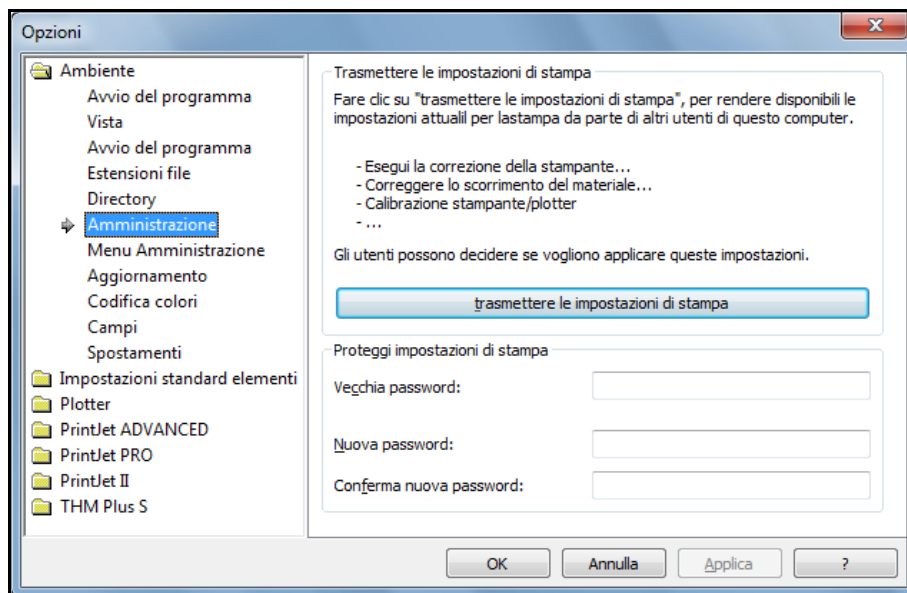 Opzioni
Ambiente
Avvio del programma
Vista
Avvio del programma
Estensioni file
Directory
Amministrazione
Menu Amministrazione
Aggiornamento
Codifica colori
Campi
Spostamenti
Impostazioni standard elementi
Plotter
PrintJet ADVANCED
PrintJet PRO
PrintJet II
THM Plus S
Trasmettere le impostazioni di stampa
Fare clic su "trasmettere le impostazioni di stampa", per rendere disponibili le
impostazioni attualil per lastampa da parte di altri utenti di questo computer.
- Esegui la correzione della stampante...
- Correggere lo scorrimento del materiale...
- Calibrazione stampante/plotter
- ...
Gli utenti possono decidere se vogliono applicare queste impostazioni.
trasmettere le impostazioni di stampa
Proteggi impostazioni di stampa
Vecchia password:
Nuova password:
Conferma nuova password:
OK
Annulla
Applica
?